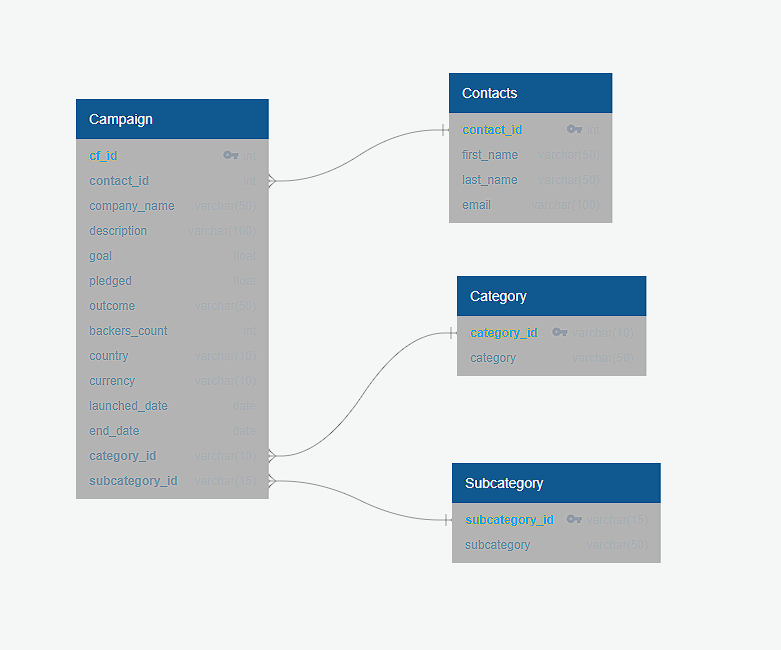 Campaign
cf_id int
contact_id int
company_name varchar(50)
description varchar(100)
goal float
pledged float
outcome varchar(50)
backers_count int
country varchar(10)
currency varchar(10)
launched_date date
end_date date
category_id varchar(10)
subcategory_id varchar(15)
Contacts
contact_id int
first_name varchar(50)
last_name varchar(50)
email varchar(100)
Category
category_id varchar(10)
category varchar(50)
Subcategory
subcategory_id varchar(15)
subcategory varchar(50)